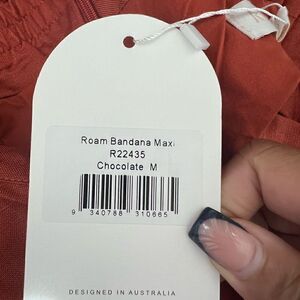 Roam Bandana Maxi
R22435
Chocolate M
9 340788 310665
DESIGNED IN AUSTRALIA